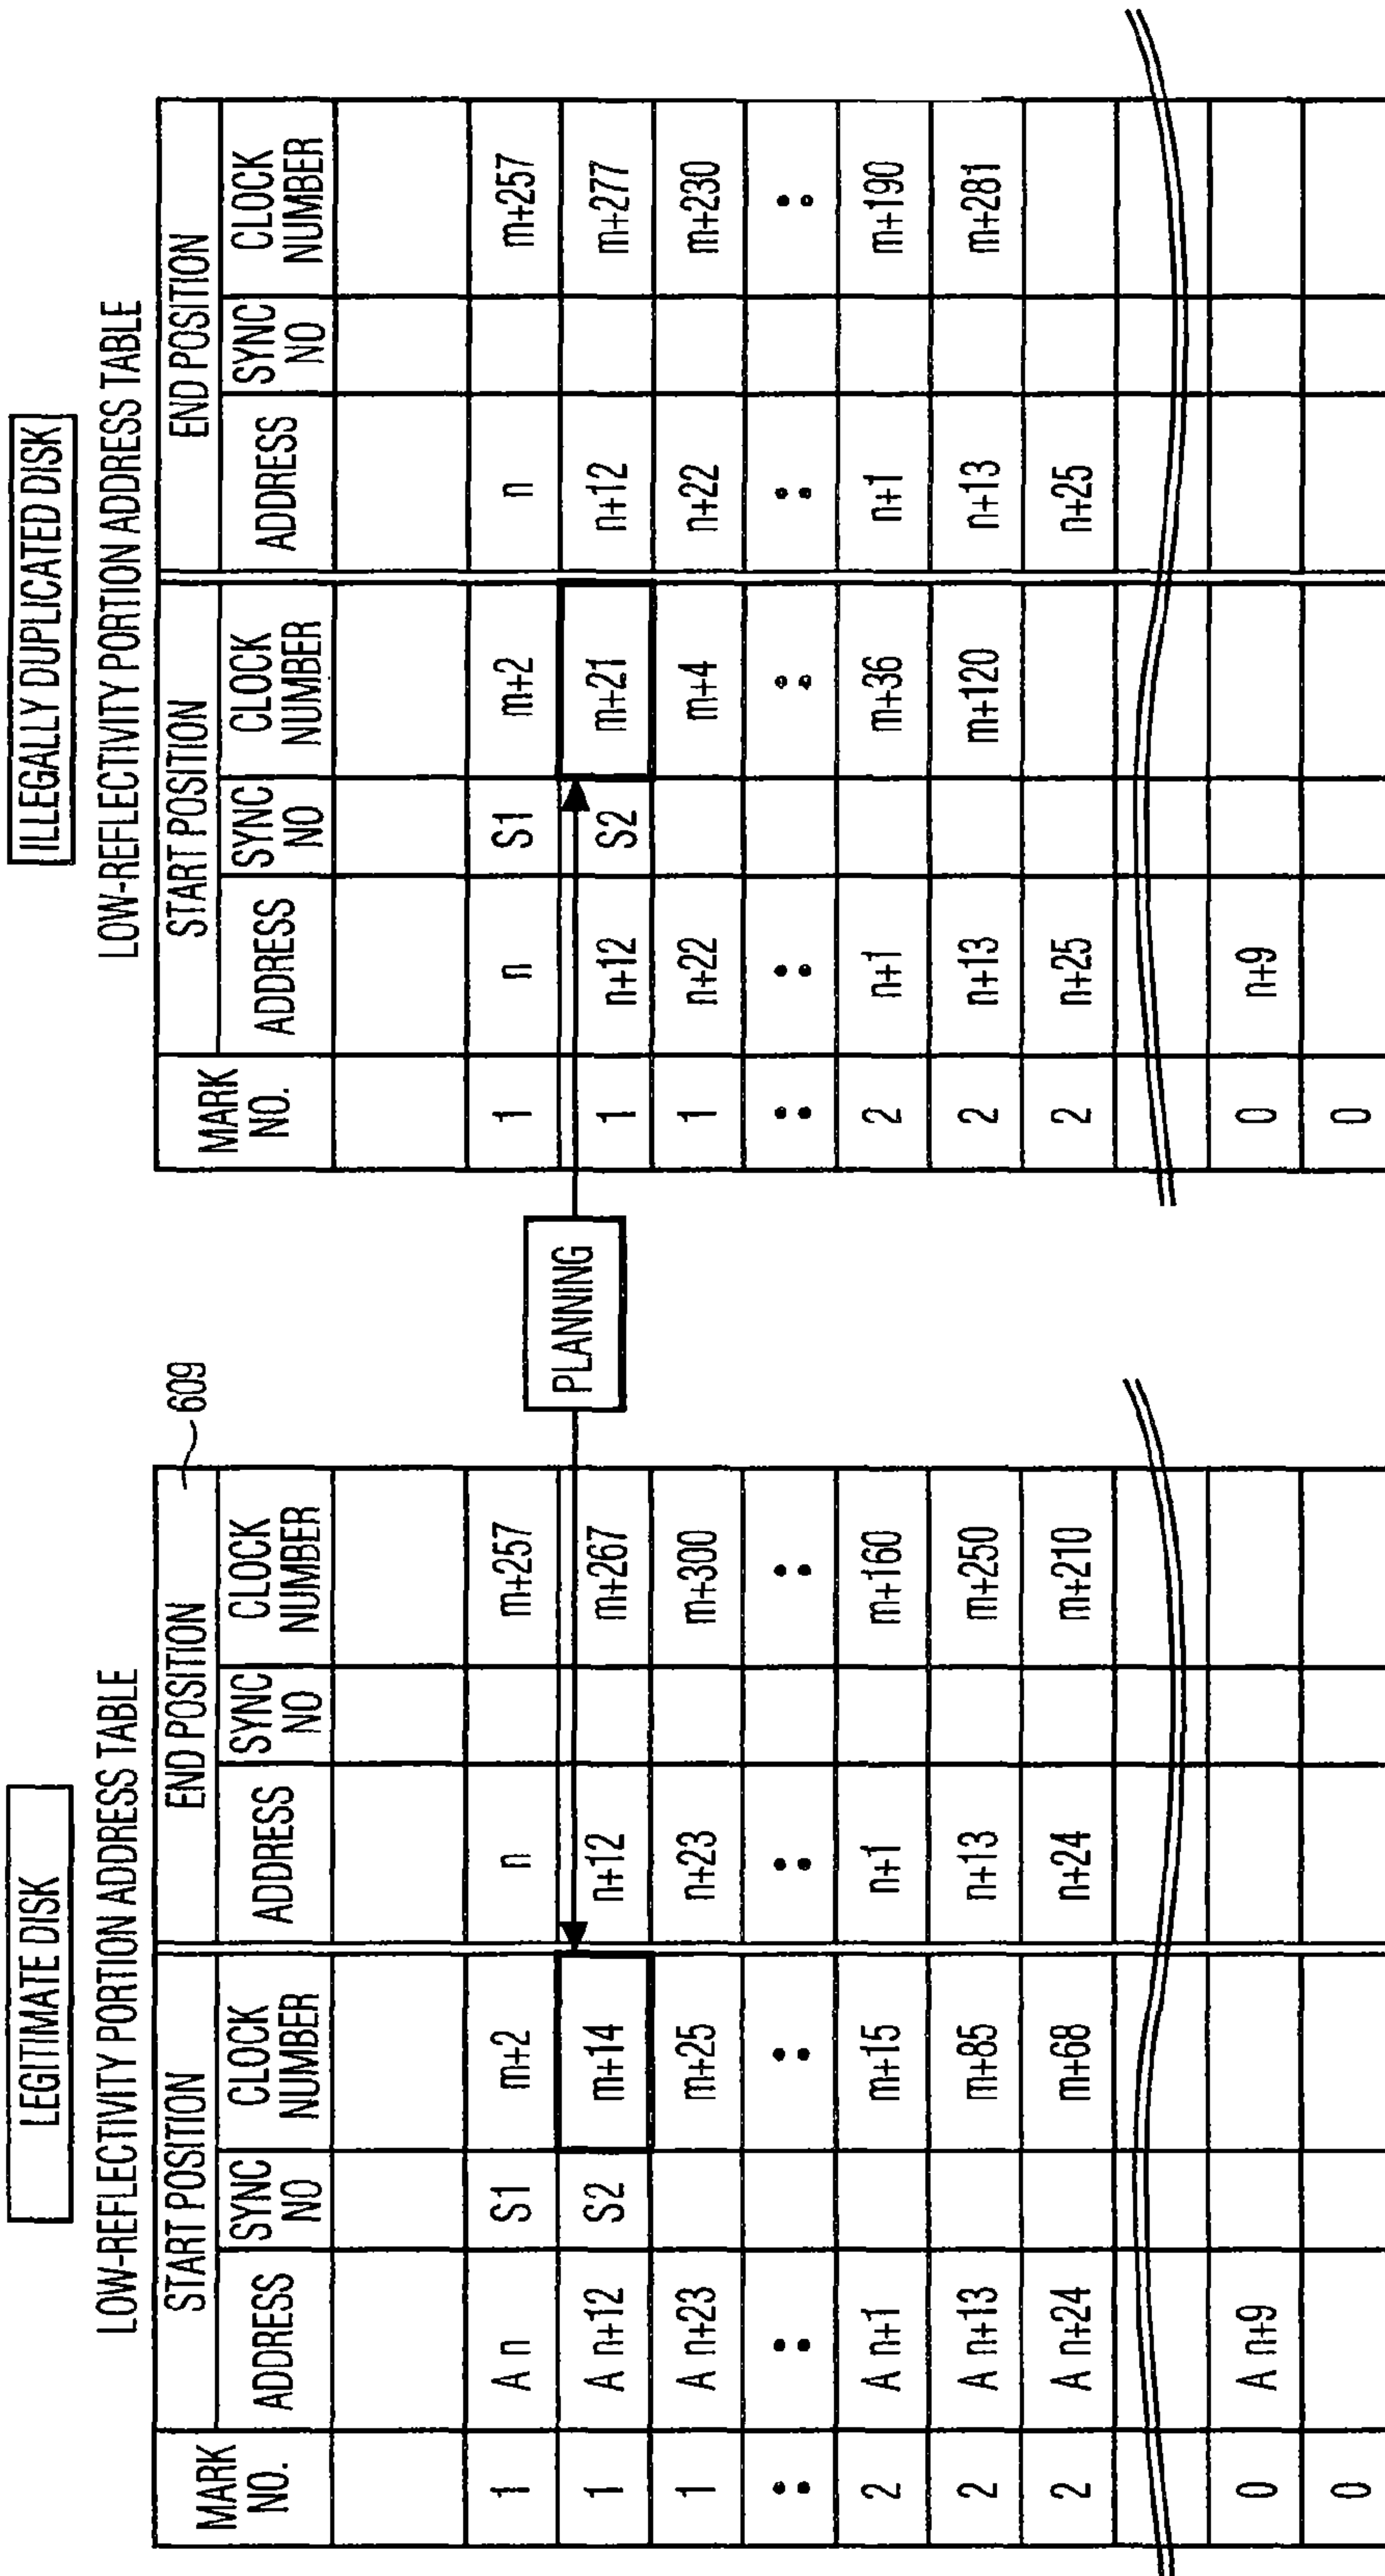 LEGITIMATE DISK
LOW-REFLECTIVITY PORTION ADDRESS TABLE
609
MARK NO. START POSITION END POSITION
ADDRESS SYNC NO CLOCK NUMBER ADDRESS SYNC NO CLOCK NUMBER
1 A n S1 m+2 n m+257
1 A n+12 S2 m+14 n+12 m+267
1 A n+23 m+25 n+23 m+300
: : : : :
2 A n+1 m+15 n+1 m+160
2 A n+13 m+85 n+13 m+250
2 A n+24 m+68 n+24 m+210
0 A n+9
0
PLANNING
ILLEGALLY DUPLICATED DISK
LOW-REFLECTIVITY PORTION ADDRESS TABLE
MARK NO. START POSITION END POSITION
ADDRESS SYNC NO CLOCK NUMBER ADDRESS SYNC NO CLOCK NUMBER
1 n S1 m+2 n m+257
1 n+12 S2 m+21 n+12 m+277
1 n+22 m+4 n+22 m+230
: : : : :
2 n+1 m+36 n+1 m+190
2 n+13 m+120 n+13 m+281
2 n+25 n+25
0 n+9
0